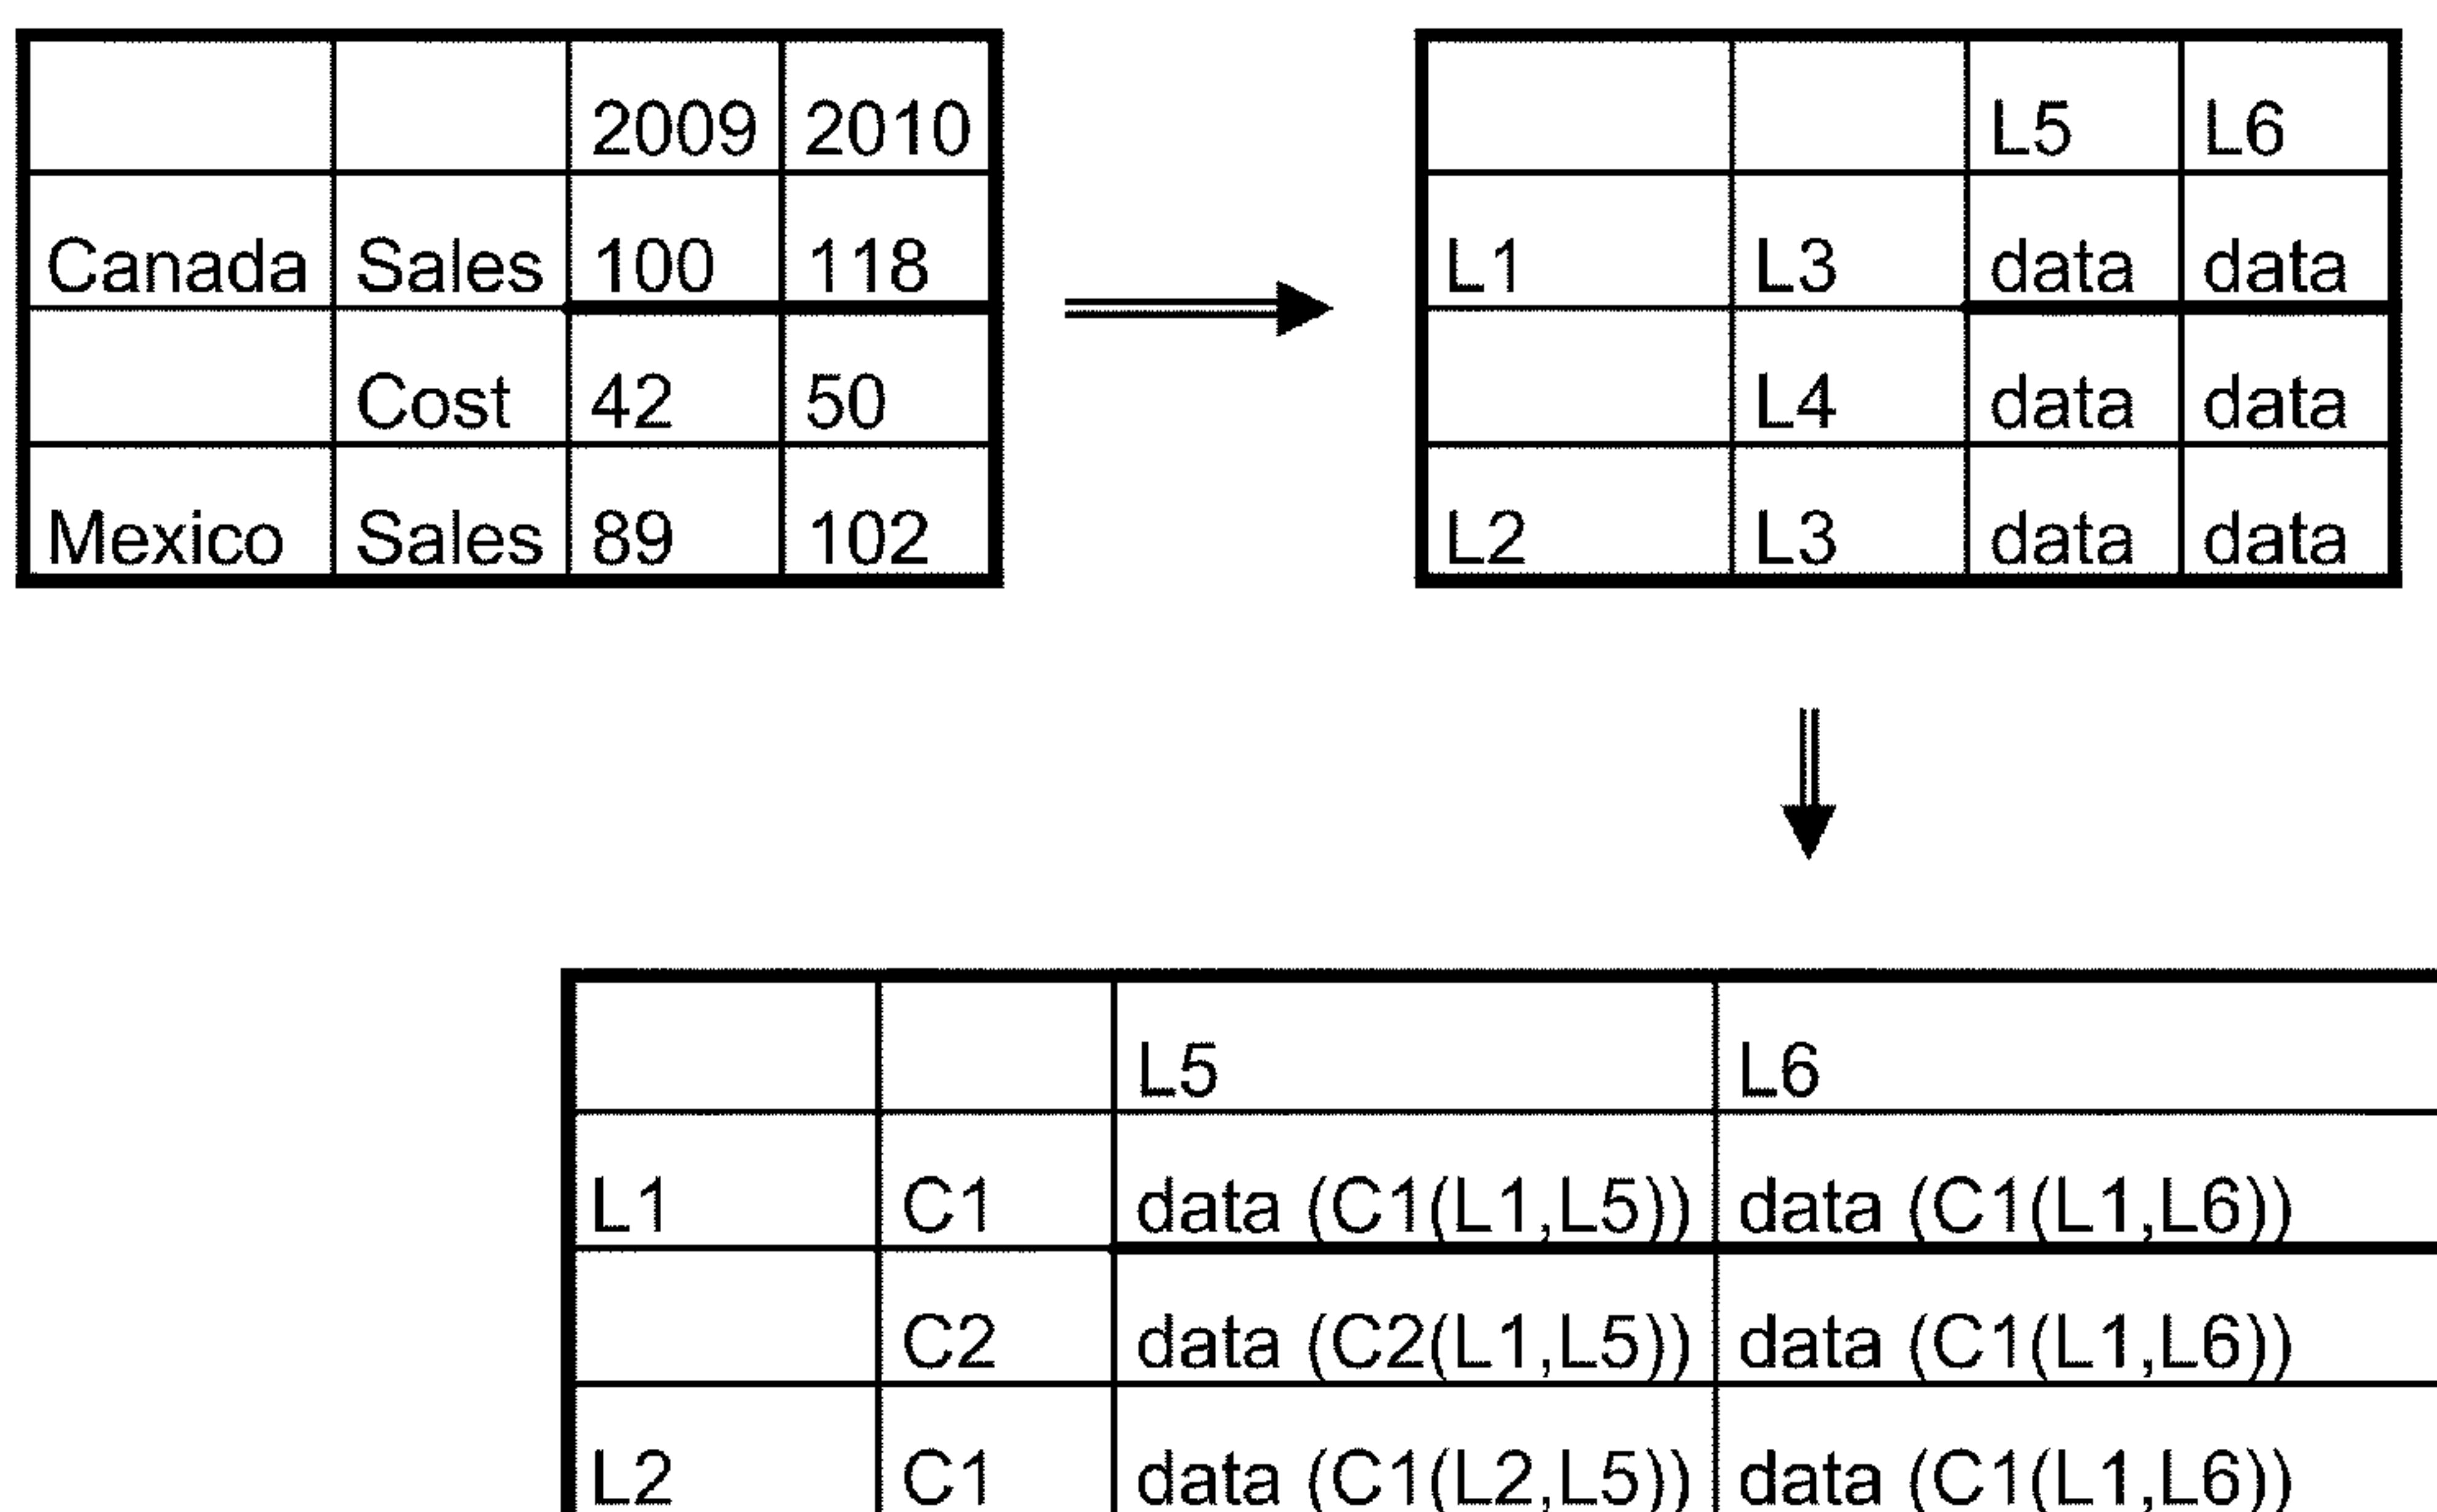 2009 2010
Canada Sales 100 118
Cost 42 50
Mexico Sales 89 102
L5 L6
L1 L3 data data
L4 data data
L2 L3 data data
L5 L6
L1 C1 data (C1(L1,L5)) data (C1(L1,L6))
C2 data (C2(L1,L5)) data (C1(L1,L6))
L2 C1 data (C1(L2,L5)) data (C1(L1,L6))